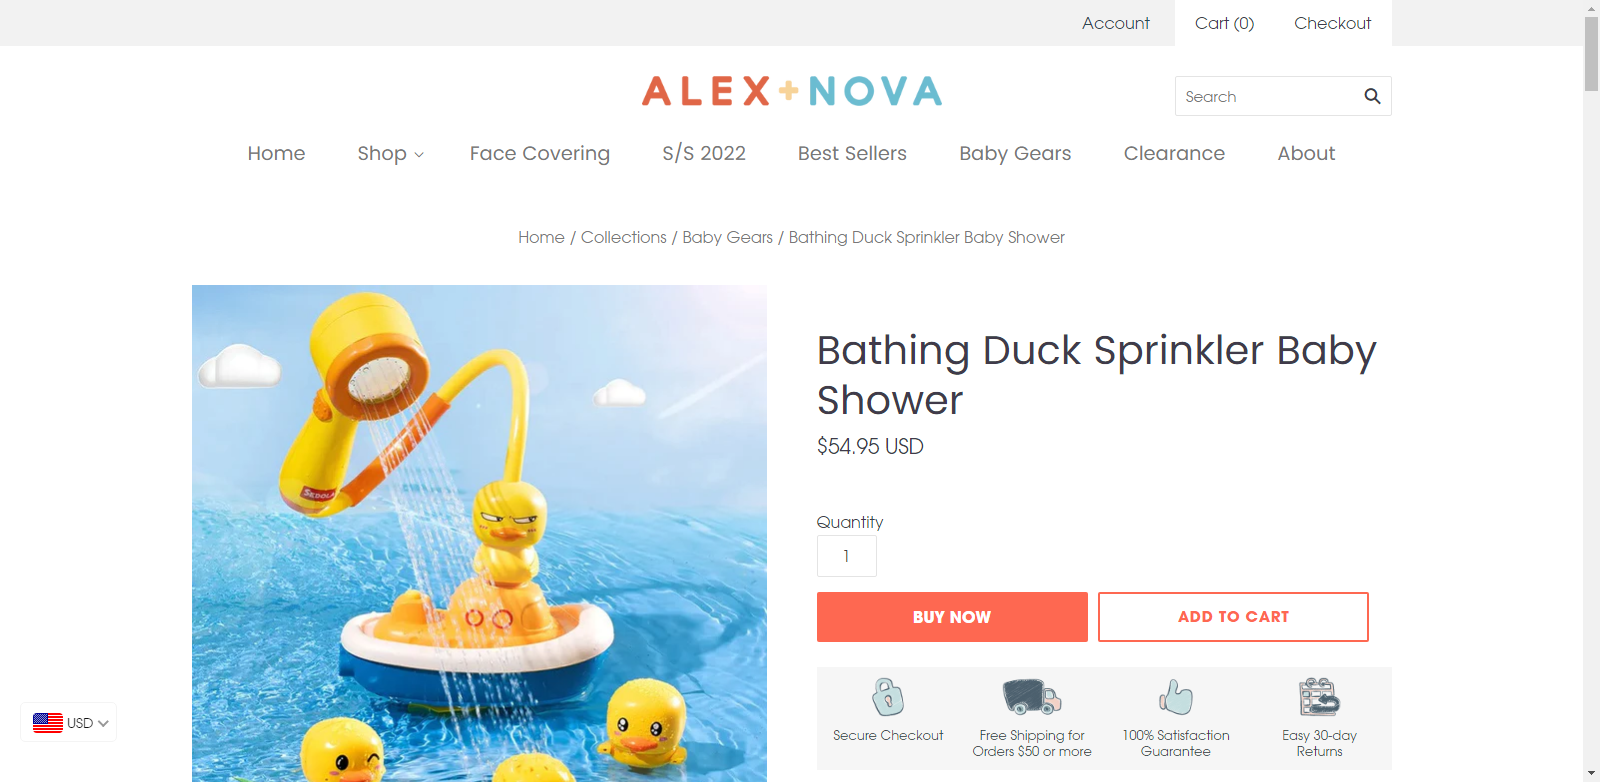 Account
Cart (0)
Checkout
ALEX+NOVA
Search
Home
Shop
Face Covering
S/S 2022
Best Sellers
Baby Gears
Clearance
About
Home / Collections / Baby Gears / Bathing Duck Sprinkler Baby Shower
Bathing Duck Sprinkler Baby
Shower
$54.95 USD
Quantity
1
BUY NOW
ADD TO CART
Secure Checkout
Free Shipping for
Orders $50 or more
100% Satisfaction
Guarantee
Easy 30-day
Returns
USD